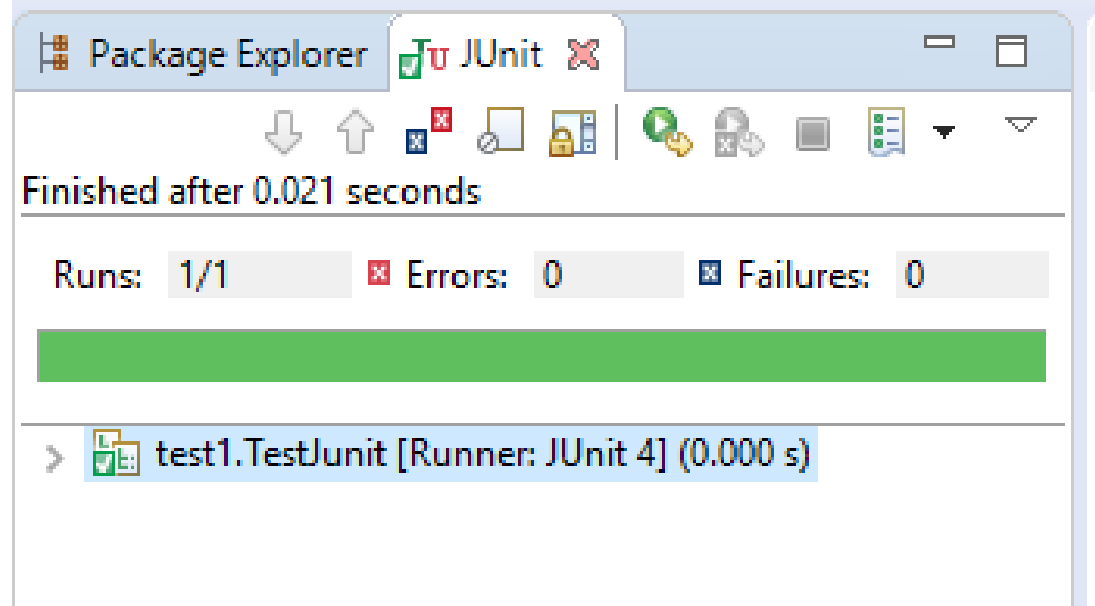 Package Explorer JUnit
Finished after 0.021 seconds
Runs: 1/1 Errors: 0 Failures: 0
test1.TestJunit [Runner: JUnit 4] (0.000 s)